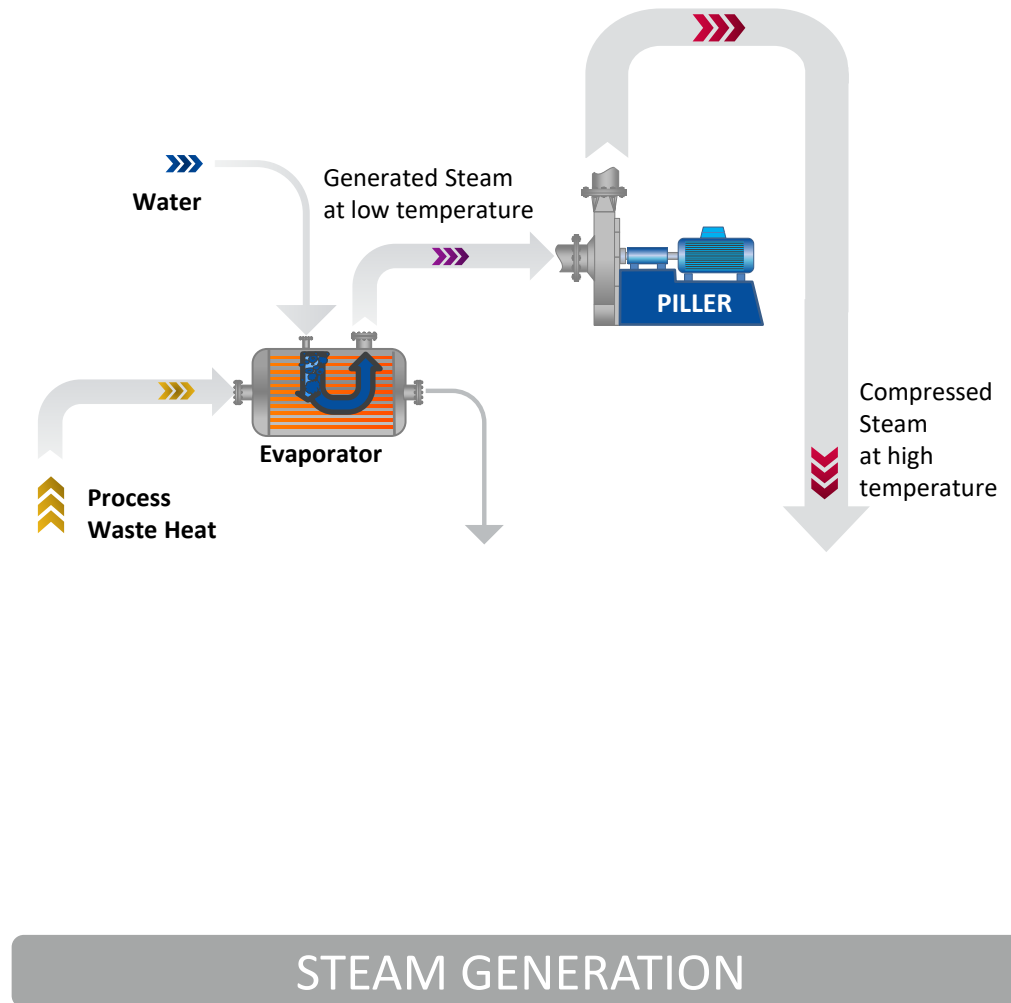 Water
Generated Steam
at low temperature
PILLER
Evaporator
Process
Waste Heat
Compressed
Steam
at high
temperature
STEAM GENERATION